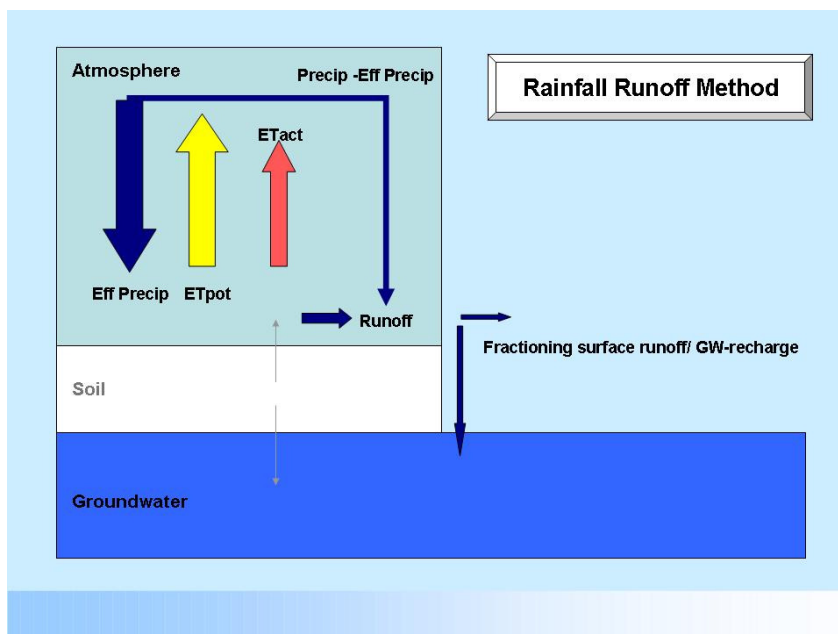 Atmosphere
Precip -Eff Precip
Rainfall Runoff Method
ETact
Eff Precip
ETpot
Runoff
Fractioning surface runoff/ GW-recharge
Soil
Groundwater